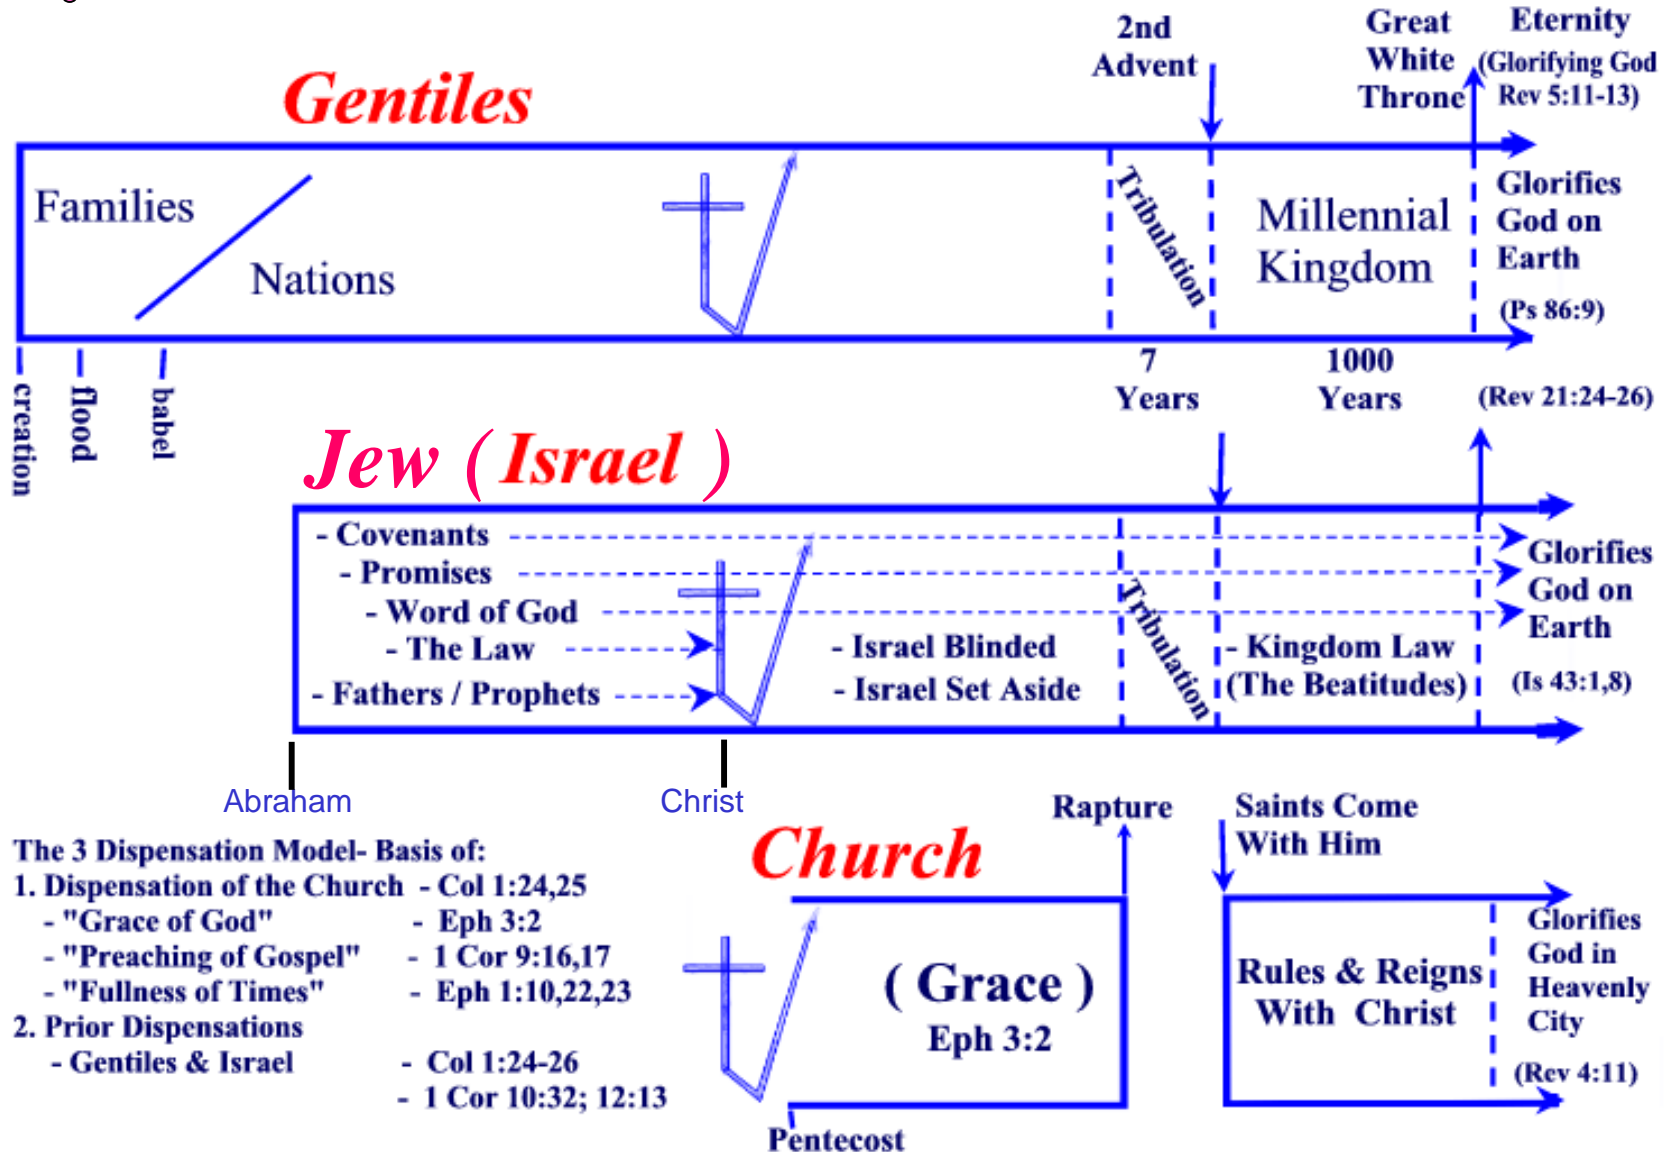 2nd
Advent
Great
White
Throne
Eternity
(Glorifying God
Rev 5:11-13)
Gentiles
Families
Nations
Tribulation
Millennial
Kingdom
Glorifies
God on
Earth
(Ps 86:9)
creation
floood
babel
7
Years
1000
Years
(Rev 21:24-26)
Jew ( Israel )
- Covenants
- Promises
- Word of God
- The Law
- Fathers / Prophets
- Israel Blinded
- Israel Set Aside
Tribulation
- Kingdom Law
(The Beatitudes)
Glorifies
God on
Earth
(Is 43:1,8)
Abraham
Christ
The 3 Dispensation Model- Basis of:
1. Dispensation of the Church - Col 1:24,25
- "Grace of God" - Eph 3:2
- "Preaching of Gospel" - 1 Cor 9:16,17
- "Fullness of Times" - Eph 1:10,22,23
2. Prior Dispensations
- Gentiles & Israel - Col 1:24-26
- 1 Cor 10:32; 12:13
Church
Rapture
Saints Come
With Him
( Grace )
Eph 3:2
Pentecost
Rules & Reigns
With Christ
Glorifies
God in
Heavenly
City
(Rev 4:11)